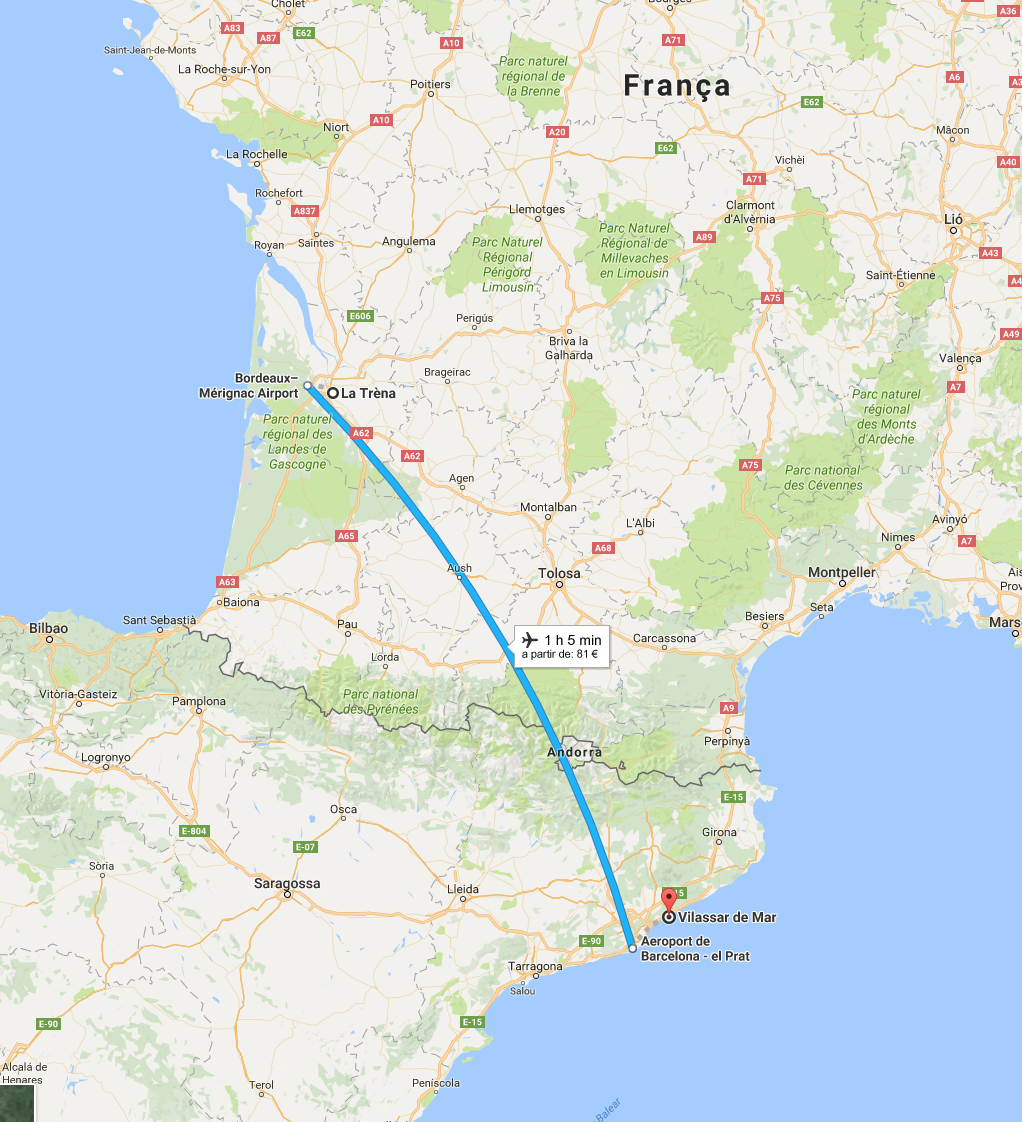 Cholet
A83
E62
A87
Saint-Jean-de-Monts
La Roche-sur-Yon
A10
Poitiers
Parc naturel
régional de
la Brenne
A71
A36
França
A6
E62
Niort
A10
A20
Mâcon
La Rochelle
E62
Vichèi
A40
A71
Rochefort
A837
Llemotges
Clarmont
d'Alvèrnia
Lió
Royan
Saintes
Angulema
Parc Naturel
Régional
Périgord
Limousin
Parc Naturel
Régional de
Millevaches
en Limousin
A89
A43
Saint-Étienne
A75
E606
Perigús
Briva la
Galharda
A49
Valença
Brageirac
Bordeaux–
Mérignac Airport
La Trèna
A7
Parc naturel
régional des
Landes de
Gascogne
A62
A62
Parc naturel
régional
des Monts
d'Ardèche
A75
Parc national
des Cévennes
Agen
Montalban
L'Albi
Avinyó
A65
A68
Nimes
A7
Aush
Tolosa
Montpeller
A63
Baiona
Seta
Besiers
Sant Sebastià
Bilbao
Pau
Carcassona
1 h 5 min
a partir de: 81 €
Lorda
Vitòria-Gasteiz
Pamplona
Parc national
des Pyrénées
A9
Perpinyà
Logronyo
Andorra
E-15
Osca
E-804
E-07
Girona
Sòria
Saragossa
Lleida
Vilassar de Mar
E-90
Aeroport de
Barcelona - el Prat
Tarragona
Salou
E-90
E-15
Alcalá de
Henares
Terol
Peníscola
Balear